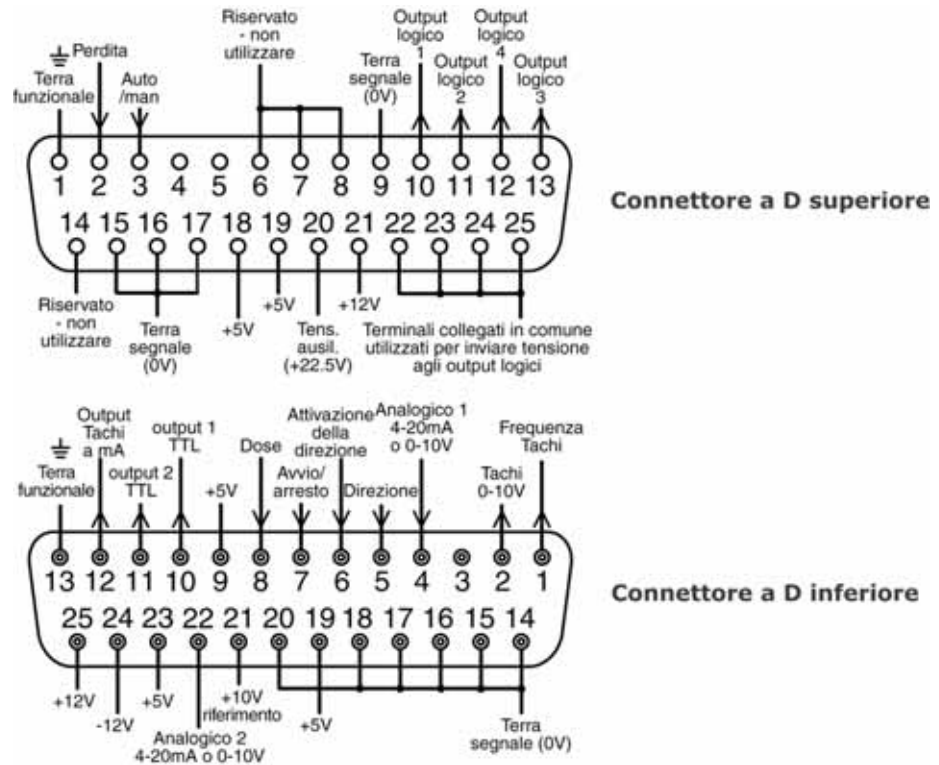 Riservato
- non
utilizzare
Output
logico
1
Output
logico
4
Perdita
Terra
funzionale
Auto
/man
Terra
segnale
(0V)
Output
logico
2
Output
logico
3
1 2 3 4 5 6 7 8 9 10 11 12 13
Connettore a D superiore
14 15 16 17 18 19 20 21 22 23 24 25
Riservato
- non
utilizzare
Terra
segnale
(0V)
+5V
+5V
Tens.
ausil.
(+22.5V)
+12V
Terminali collegati in comune
utilizzati per inviare tensione
agli output logici
Output
Tachi
a mA
output 1
TTL
Attivazione
della
direzione
Analogico 1
4-20mA
o 0-10V
Frequenza
Tachi
Terra
funzionale
output 2
TTL
+5V
Dose
Avvio/
arresto
Direzione
Tachi
0-10V
13 12 11 10 9 8 7 6 5 4 3 2 1
Connettore a D inferiore
25 24 23 22 21 20 19 18 17 16 15 14
+12V
-12V
+5V
Analogico 2
4-20mA o 0-10V
+10V
riferimento
+5V
Terra
segnale (0V)